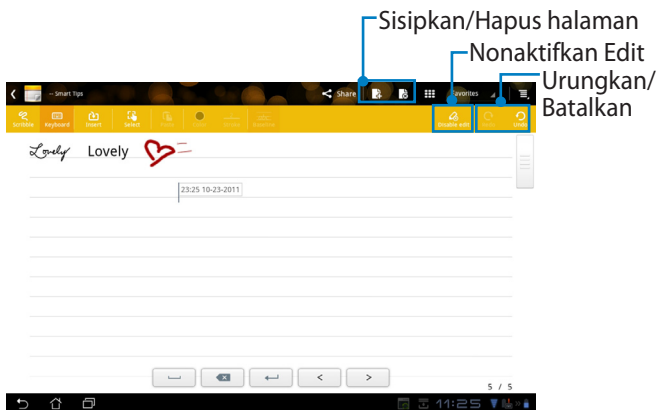 Sisipkan/Hapus halaman
Nonaktifkan Edit
Urungkan/
Batalkan
-- Smart Tips
Share
Favorites
Scribble Keyboard Insert Select Disable edit Undo
Lovely Lovely
23:25 10-23-2011
5 / 5
11:25